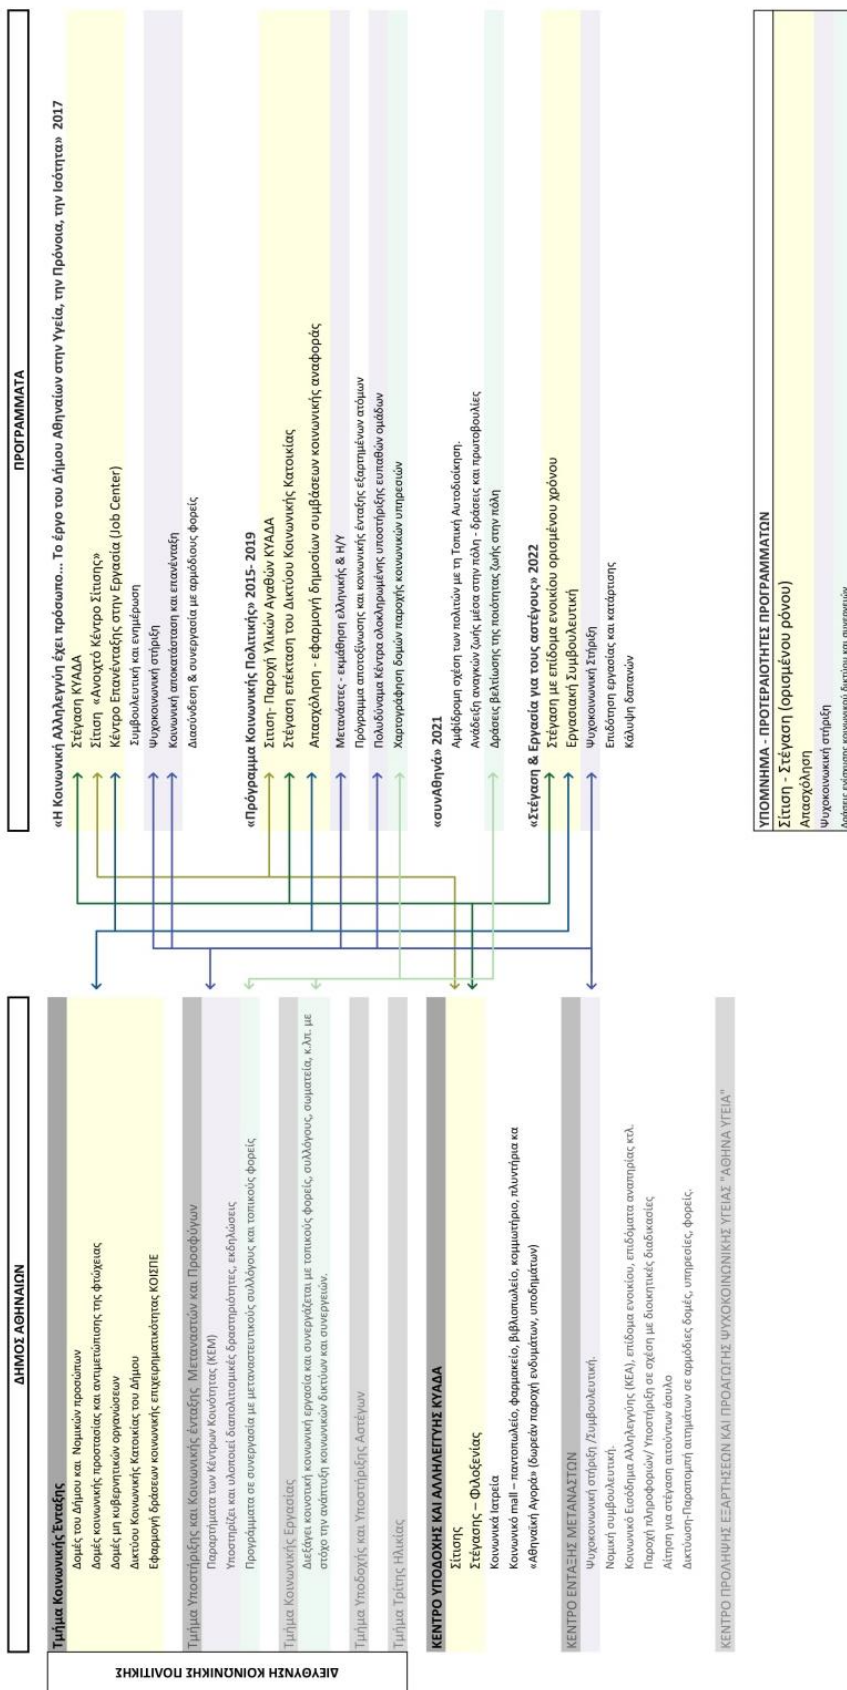 ΔΗΜΟΣ ΑΘΗΝΑΙΩΝ
ΔΙΕΥΘΥΝΣΗ ΚΟΙΝΩΝΙΚΗΣ ΠΟΛΙΤΙΚΗΣ
Τμήμα Κοινωνικής Ένταξης
Δομές του Δήμου και Νομικών προσώπων
Δομές κοινωνικής προστασίας και αντιμετώπισης της φτώχειας
Δομές μη κυβερνητικών οργανώσεων
Δικτύου Κοινωνικής Κατοικίας του Δήμου
Εφαρμογή δράσεων κοινωνικής επιχειρηματικότητας ΚΟΙΣΠΕ
Τμήμα Υποστήριξης και Κοινωνικής ένταξης Μεταναστών και Προσφύγων
Παραρτήματα των Κέντρων Κοινότητας (ΚΕΜ)
Υποστηρίζει και υλοποιεί διαπολιτισμικές δραστηριότητες, εκδηλώσεις
Προγράμματα σε συνεργασία με μεταναστευτικούς συλλόγους και τοπικούς φορείς
Τμήμα Κοινωνικής Εργασίας
Διεξάγει κοινοτική κοινωνική εργασία και συνεργάζεται με τοπικούς φορείς, συλλόγους, σωματεία, κ.λπ. με
στόχο την ανάπτυξη κοινωνικών δικτύων και συνεργειών.
Τμήμα Υποδοχής και Υποστήριξης Αστέγων
Τμήμα Τρίτης Ηλικίας
ΚΕΝΤΡΟ ΥΠΟΔΟΧΗΣ ΚΑΙ ΑΛΛΗΛΕΓΓΥΗΣ ΚΥΑΔΑ
Σίτισης
Στέγασης – Φιλοξενίας
Κοινωνικά Ιατρεία
Κοινωνικό mall – παντοπωλείο, φαρμακείο, βιβλιοπωλείο, κομμωτήριο, πλυντήρια κα
«Αθηναϊκή Αγορά» (δωρεάν παροχή ενδυμάτων, υποδημάτων)
ΚΕΝΤΡΟ ΕΝΤΑΞΗΣ ΜΕΤΑΝΑΣΤΩΝ
Ψυχοκοινωνική στήριξη /Συμβουλευτική.
Νομική συμβουλευτική.
Κοινωνικό Εισόδημα Αλληλεγγύης (ΚΕΑ), επίδομα ενοικίου, επιδόματα αναπηρίας κτλ.
Παροχή πληροφοριών/ Υποστήριξη σε σχέση με διοικητικές διαδικασίες
Αίτηση για στέγαση αιτούντων άσυλο
Δικτύωση-Παραπομπή αιτημάτων σε αρμόδιες δομές, υπηρεσίες, φορείς.
ΚΕΝΤΡΟ ΠΡΟΛΗΨΗΣ ΕΞΑΡΤΗΣΕΩΝ ΚΑΙ ΠΡΟΑΓΩΓΗΣ ΨΥΧΟΚΟΙΝΩΝΙΚΗΣ ΥΓΕΙΑΣ "ΑΘΗΝΑ ΥΓΕΙΑ"
ΠΡΟΓΡΑΜΜΑΤΑ
«Η Κοινωνική Αλληλεγγύη έχει πρόσωπο... Το έργο του Δήμου Αθηναίων στην Υγεία, την Πρόνοια, την Ισότητα» 2017
Στέγαση ΚΥΑΔΑ
Σίτιση «Ανοιχτό Κέντρο Σίτισης»
Κέντρο Επανένταξης στην Εργασία (Job Center)
Συμβουλευτική και ενημέρωση
Ψυχοκοινωνική στήριξη
Κοινωνική αποκατάσταση και επανένταξη
Διασύνδεση & συνεργασία με αρμόδιους φορείς
«Πρόγραμμα Κοινωνικής Πολιτικής» 2015- 2019
Σιτιση- Παροχή Υλικών Αγαθών ΚΥΑΔΑ
Στέγαση επέκταση του Δικτύου Κοινωνικής Κατοικίας
Απασχόληση - εφαρμογή δημοσίων συμβάσεων κοινωνικής αναφοράς
Μετανάστες - εκμάθηση ελληνικής & Η/Υ
Πρόγραμμα αποτοξίνωσης και κοινωνικής ένταξης εξαρτημένων ατόμων
Πολυδύναμα Κέντρα ολοκληρωμένης υποστήριξης ευπαθών ομάδων
Χαρτογράφηση δομών παροχής κοινωνικών υπηρεσιών
«συνΑθηνά» 2021
Αμφίδρομη σχέση των πολιτών με τη Τοπική Αυτοδιοίκηση.
Ανάδειξη αναγκών ζωής μέσα στην πόλη - δράσεις και πρωτοβουλίες
Δράσεις βελτίωσης της ποιότητας ζωής στην πόλη
«Στέγαση & Εργασία για τους αστέγους» 2022
Στέγαση με επίδομα ενοικίου ορισμένου χρόνου
Εργασιακή Συμβουλευτική
Ψυχοκοινωνική Στήριξη
Επιδότηση εργασίας και κατάρτισης
Κάλυψη δαπανών
ΥΠΟΜΝΗΜΑ - ΠΡΟΤΕΡΑΙΟΤΗΤΕΣ ΠΡΟΓΡΑΜΜΑΤΩΝ
Σίτιση - Στέγαση (ορισμένου ρόνου)
Απασχόληση
Ψυχοκοινωνική στήριξη
Δράσεις ενίσχυσης κοινωνικού δικτύου και συνεργειών